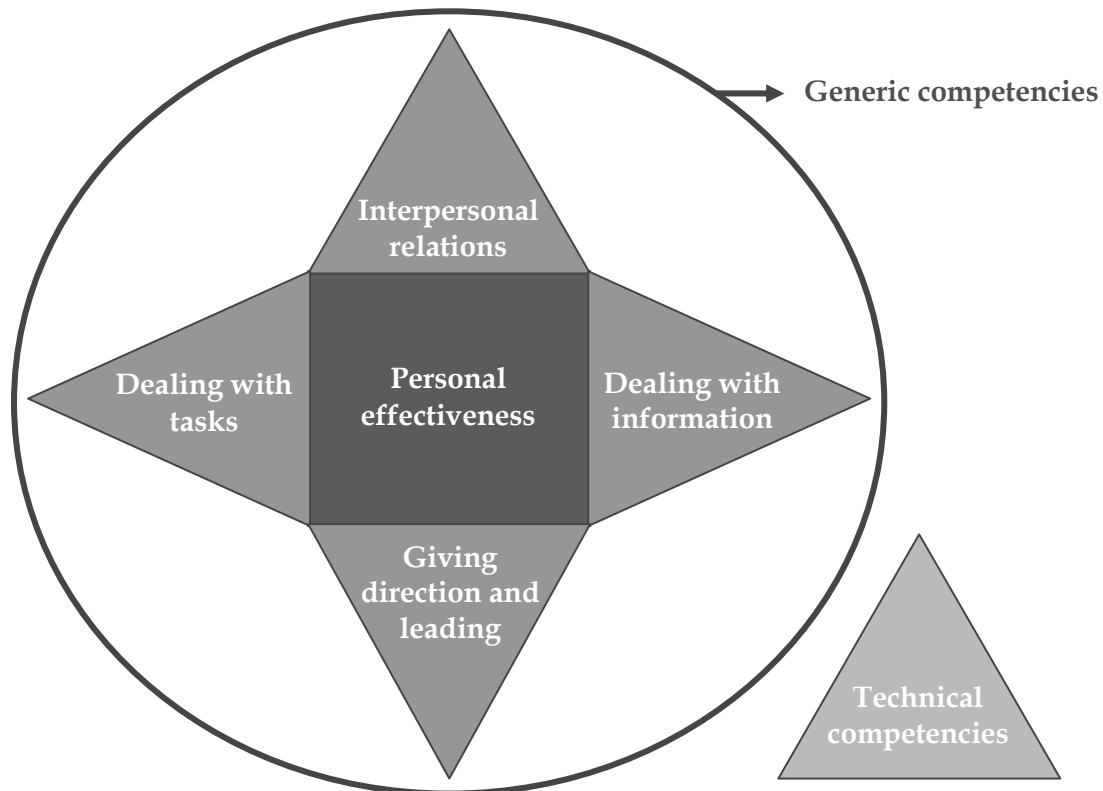 Generic competencies
Interpersonal
relations
Dealing with
tasks
Personal
effectiveness
Dealing with
information
Giving
direction and
leading
Technical
competencies